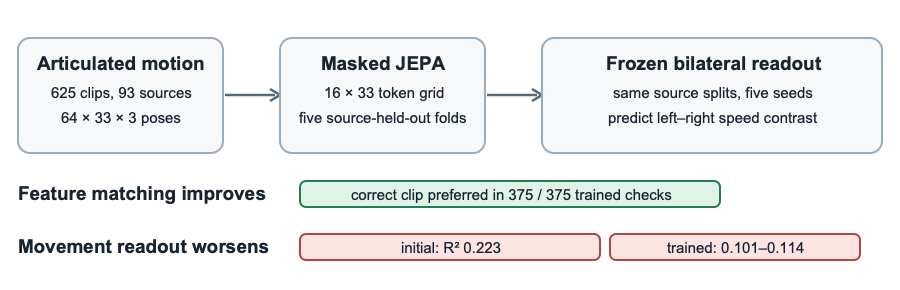 Articulated motion
625 clips, 93 sources
64 × 33 × 3 poses
Masked JEPA
16 × 33 token grid
five source-held-out folds
Frozen bilateral readout
same source splits, five seeds
predict left–right speed contrast
Feature matching improves
correct clip preferred in 375 / 375 trained checks
Movement readout worsens
initial: R² 0.223
trained: 0.101–0.114